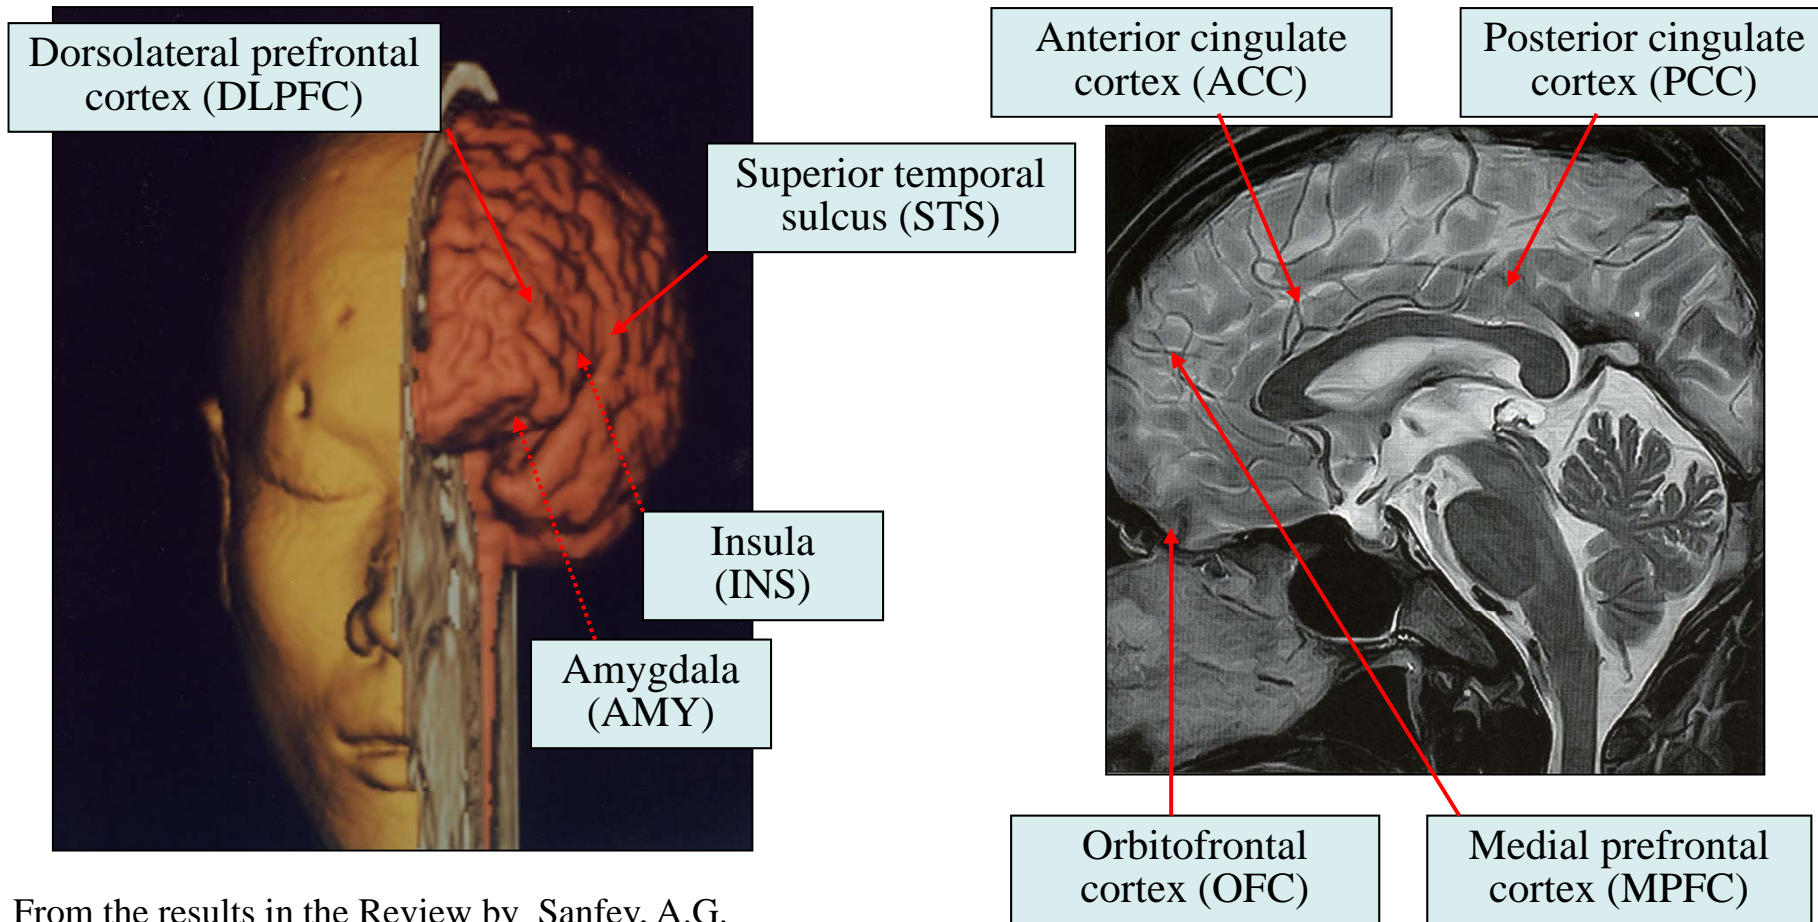 Dorsolateral prefrontal
cortex (DLPFC)
Superior temporal
sulcus (STS)
Insula
(INS)
Amygdala
(AMY)
Anterior cingulate
cortex (ACC)
Posterior cingulate
cortex (PCC)
Orbitofrontal
cortex (OFC)
Medial prefrontal
cortex (MPFC)
From the results in the Review by Sanfey, A.G.